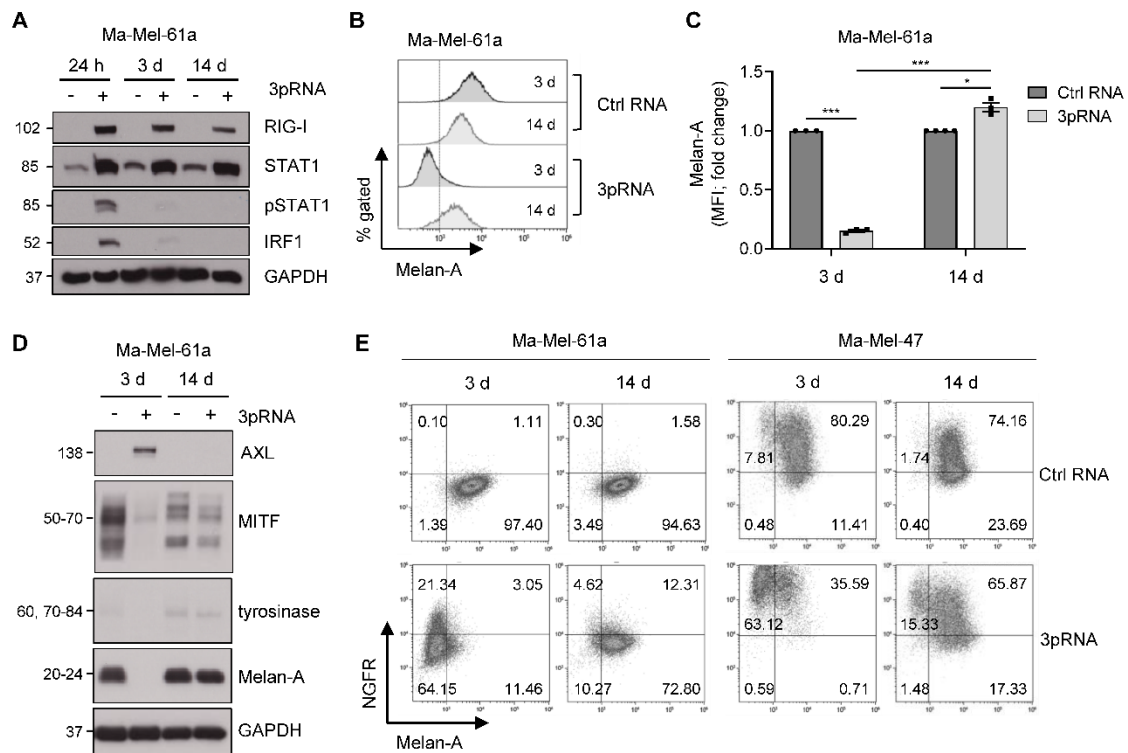 A
Ma-Mel-61a
24 h 3 d 14 d
- + - + - + 3pRNA
102 RIG-I
85 STAT1
85 pSTAT1
52 IRF1
37 GAPDH
B
Ma-Mel-61a
3 d
14 d
Ctrl RNA
3 d
14 d
3pRNA
% gated
Melan-A
C
Ma-Mel-61a
***
*** *
Ctrl RNA
3pRNA
Melan-A
(MFI; fold change)
1.5
1.0
0.5
0.0
3 d 14 d
D
Ma-Mel-61a
3 d 14 d
- + - + 3pRNA
138 AXL
50-70 MITF
60, 70-84 tyrosinase
20-24 Melan-A
37 GAPDH
E
Ma-Mel-61a Ma-Mel-47
3 d 14 d 3 d 14 d
0.10 1.11 0.30 1.58 80.29 74.16
7.81 1.74 Ctrl RNA
1.39 97.40 3.49 94.63 0.48 11.41 0.40 23.69
21.34 3.05 4.62 12.31 35.59 65.87
63.12 15.33 3pRNA
64.15 11.46 10.27 72.80 0.59 0.71 1.48 17.33
NGFR
Melan-A